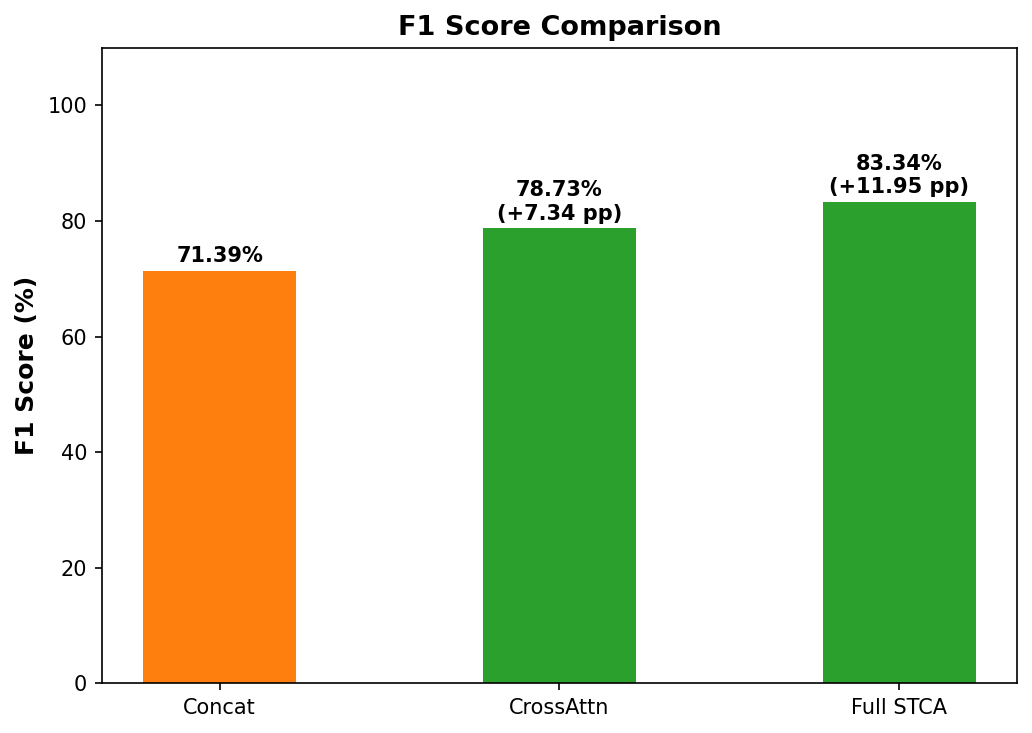 F1 Score Comparison
F1 Score (%)
100
80
60
40
20
0
71.39%
78.73%
(+7.34 pp)
83.34%
(+11.95 pp)
Concat
CrossAttn
Full STCA